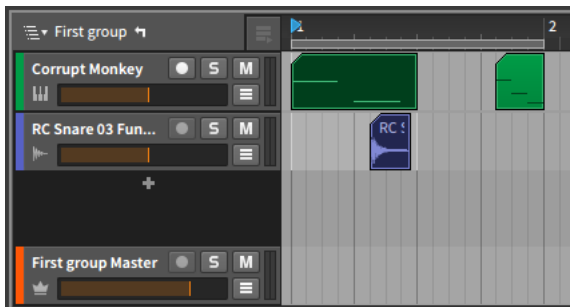 First group
1
2
Corrupt Monkey
S
M
RC Snare 03 Fun...
S
M
RC S
First group Master
S
M